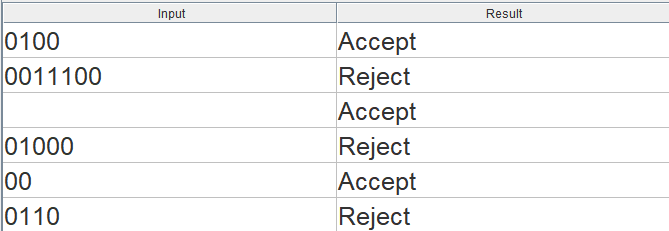 Input Result
0100 Accept
0011100 Reject
Accept
01000 Reject
00 Accept
0110 Reject